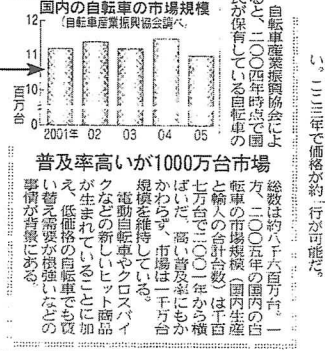 国内の自転車の市場規模
(自転車産業振興協会調べ)
12
11
10
0
百万台
2001年 02 03 04 05
普及率高いが1000万台市場
い。ここ三年で価格が約
一行が可能だ。
自転車産業振興協会によ
ると、二〇〇四年時点で国
民が保有している自転車の
総数は約八千六百万台。一
方、二〇〇五年の国内の自
転車の市場規模(国内生産
と輸入の合計台数)は千百
七万台で二〇〇一年から横
ばいだ。高い普及率にもか
かわらず、市場は一千万台
規模を維持している。
電動自転車やクロスバイ
クなどの新しいヒット商品
が生まれていることに加
え、低価格の自転車でも買
い替え需要が根強いなどの
事情が背景にある。